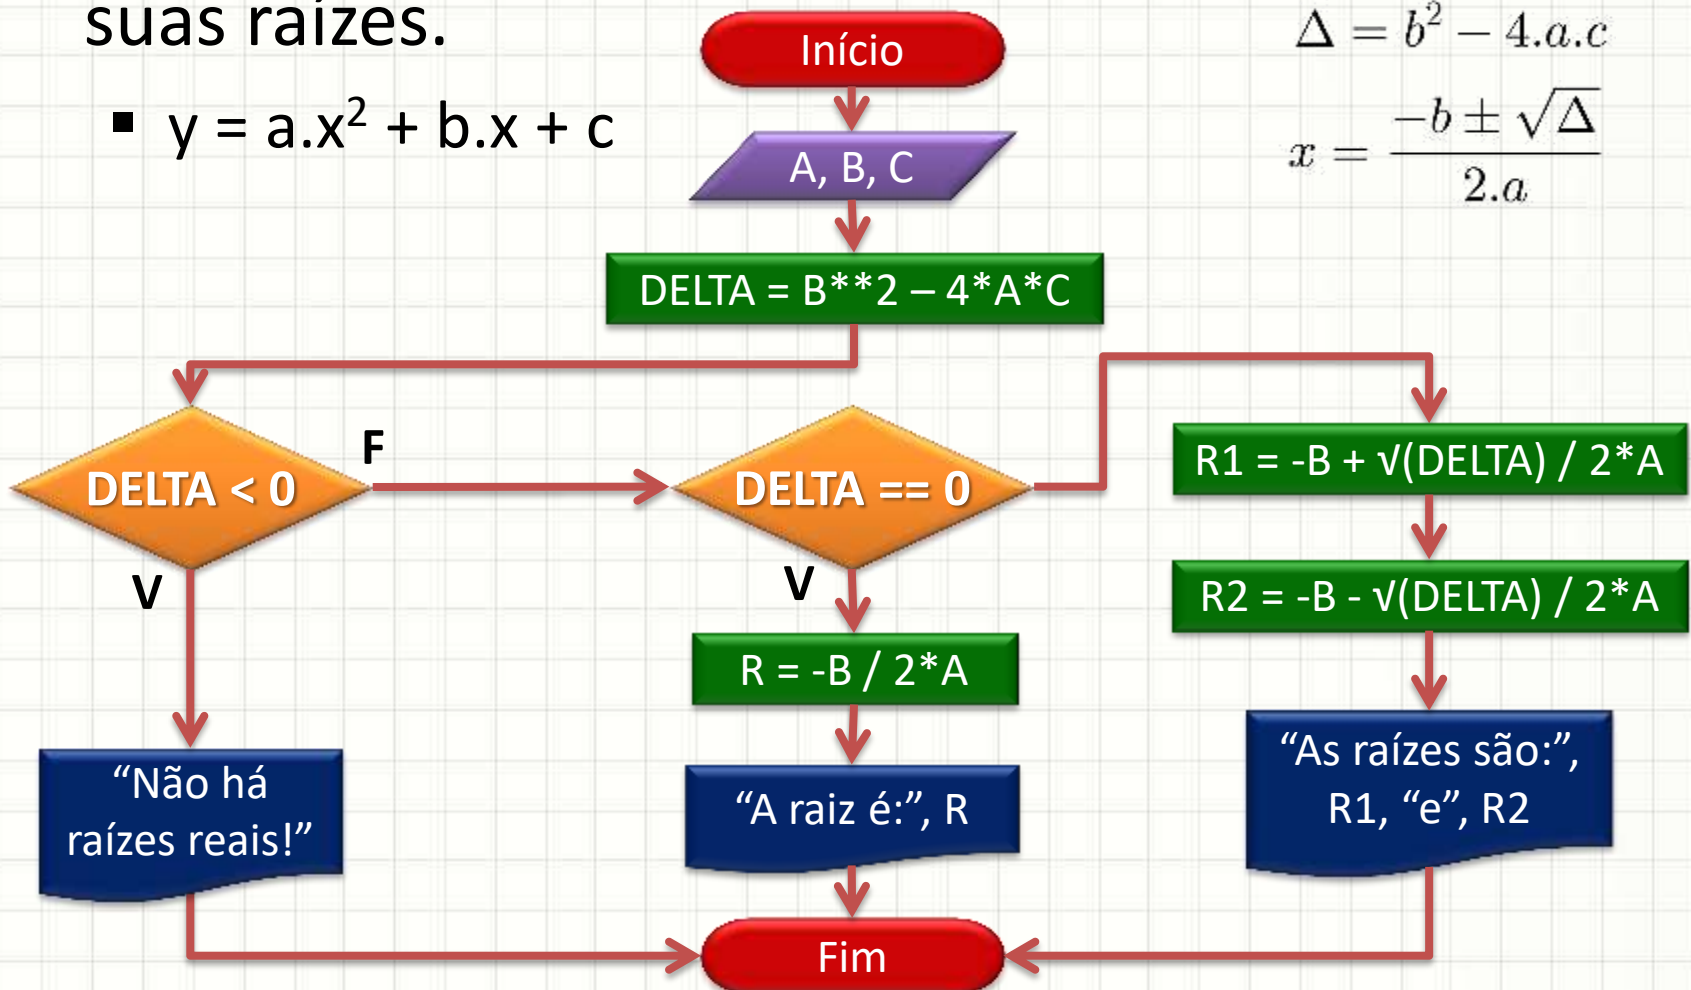 suas raízes.
▪ y = a.x² + b.x + c
Δ = b² − 4.a.c
x = (−b ± √Δ) / 2.a
Início
A, B, C
DELTA = B**2 – 4*A*C
DELTA < 0
F
V
DELTA == 0
V
R1 = -B + √(DELTA) / 2*A
R2 = -B - √(DELTA) / 2*A
R = -B / 2*A
“Não há
raízes reais!”
“A raiz é:”, R
“As raízes são:”,
R1, “e”, R2
Fim